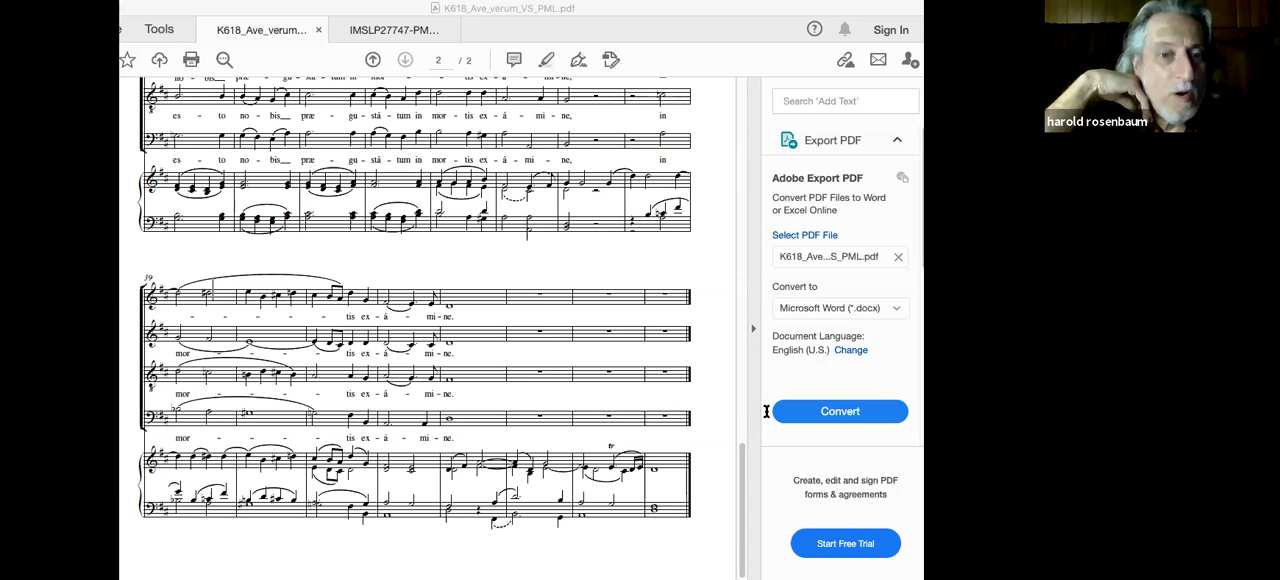 K618_Ave_verum_VS_PML.pdf
Tools
K618_Ave_verum... ×
IMSLP27747-PM...
Sign In
2 / 2
Search 'Add Text'
harold rosenbaum
es - to no - bis__ præ - gu - stá - tum in mor - tis ex - á - mi - ne, in
Export PDF
es - to no - bis__ præ - gu - stá - tum in mor - tis ex - á - mi - ne, in
Adobe Export PDF
Convert PDF Files to Word
or Excel Online
Select PDF File
K618_Ave...S_PML.pdf
39
Convert to
Microsoft Word (*.docx)
- - - - tis ex - á - mi - ne.
Document Language:
English (U.S.) Change
mor - - - - tis ex - á - mi - ne.
mor - - - - tis ex - á - mi - ne.
Convert
mor - - - - tis ex - á - mi - ne.
tr
Create, edit and sign PDF
forms & agreements
Start Free Trial